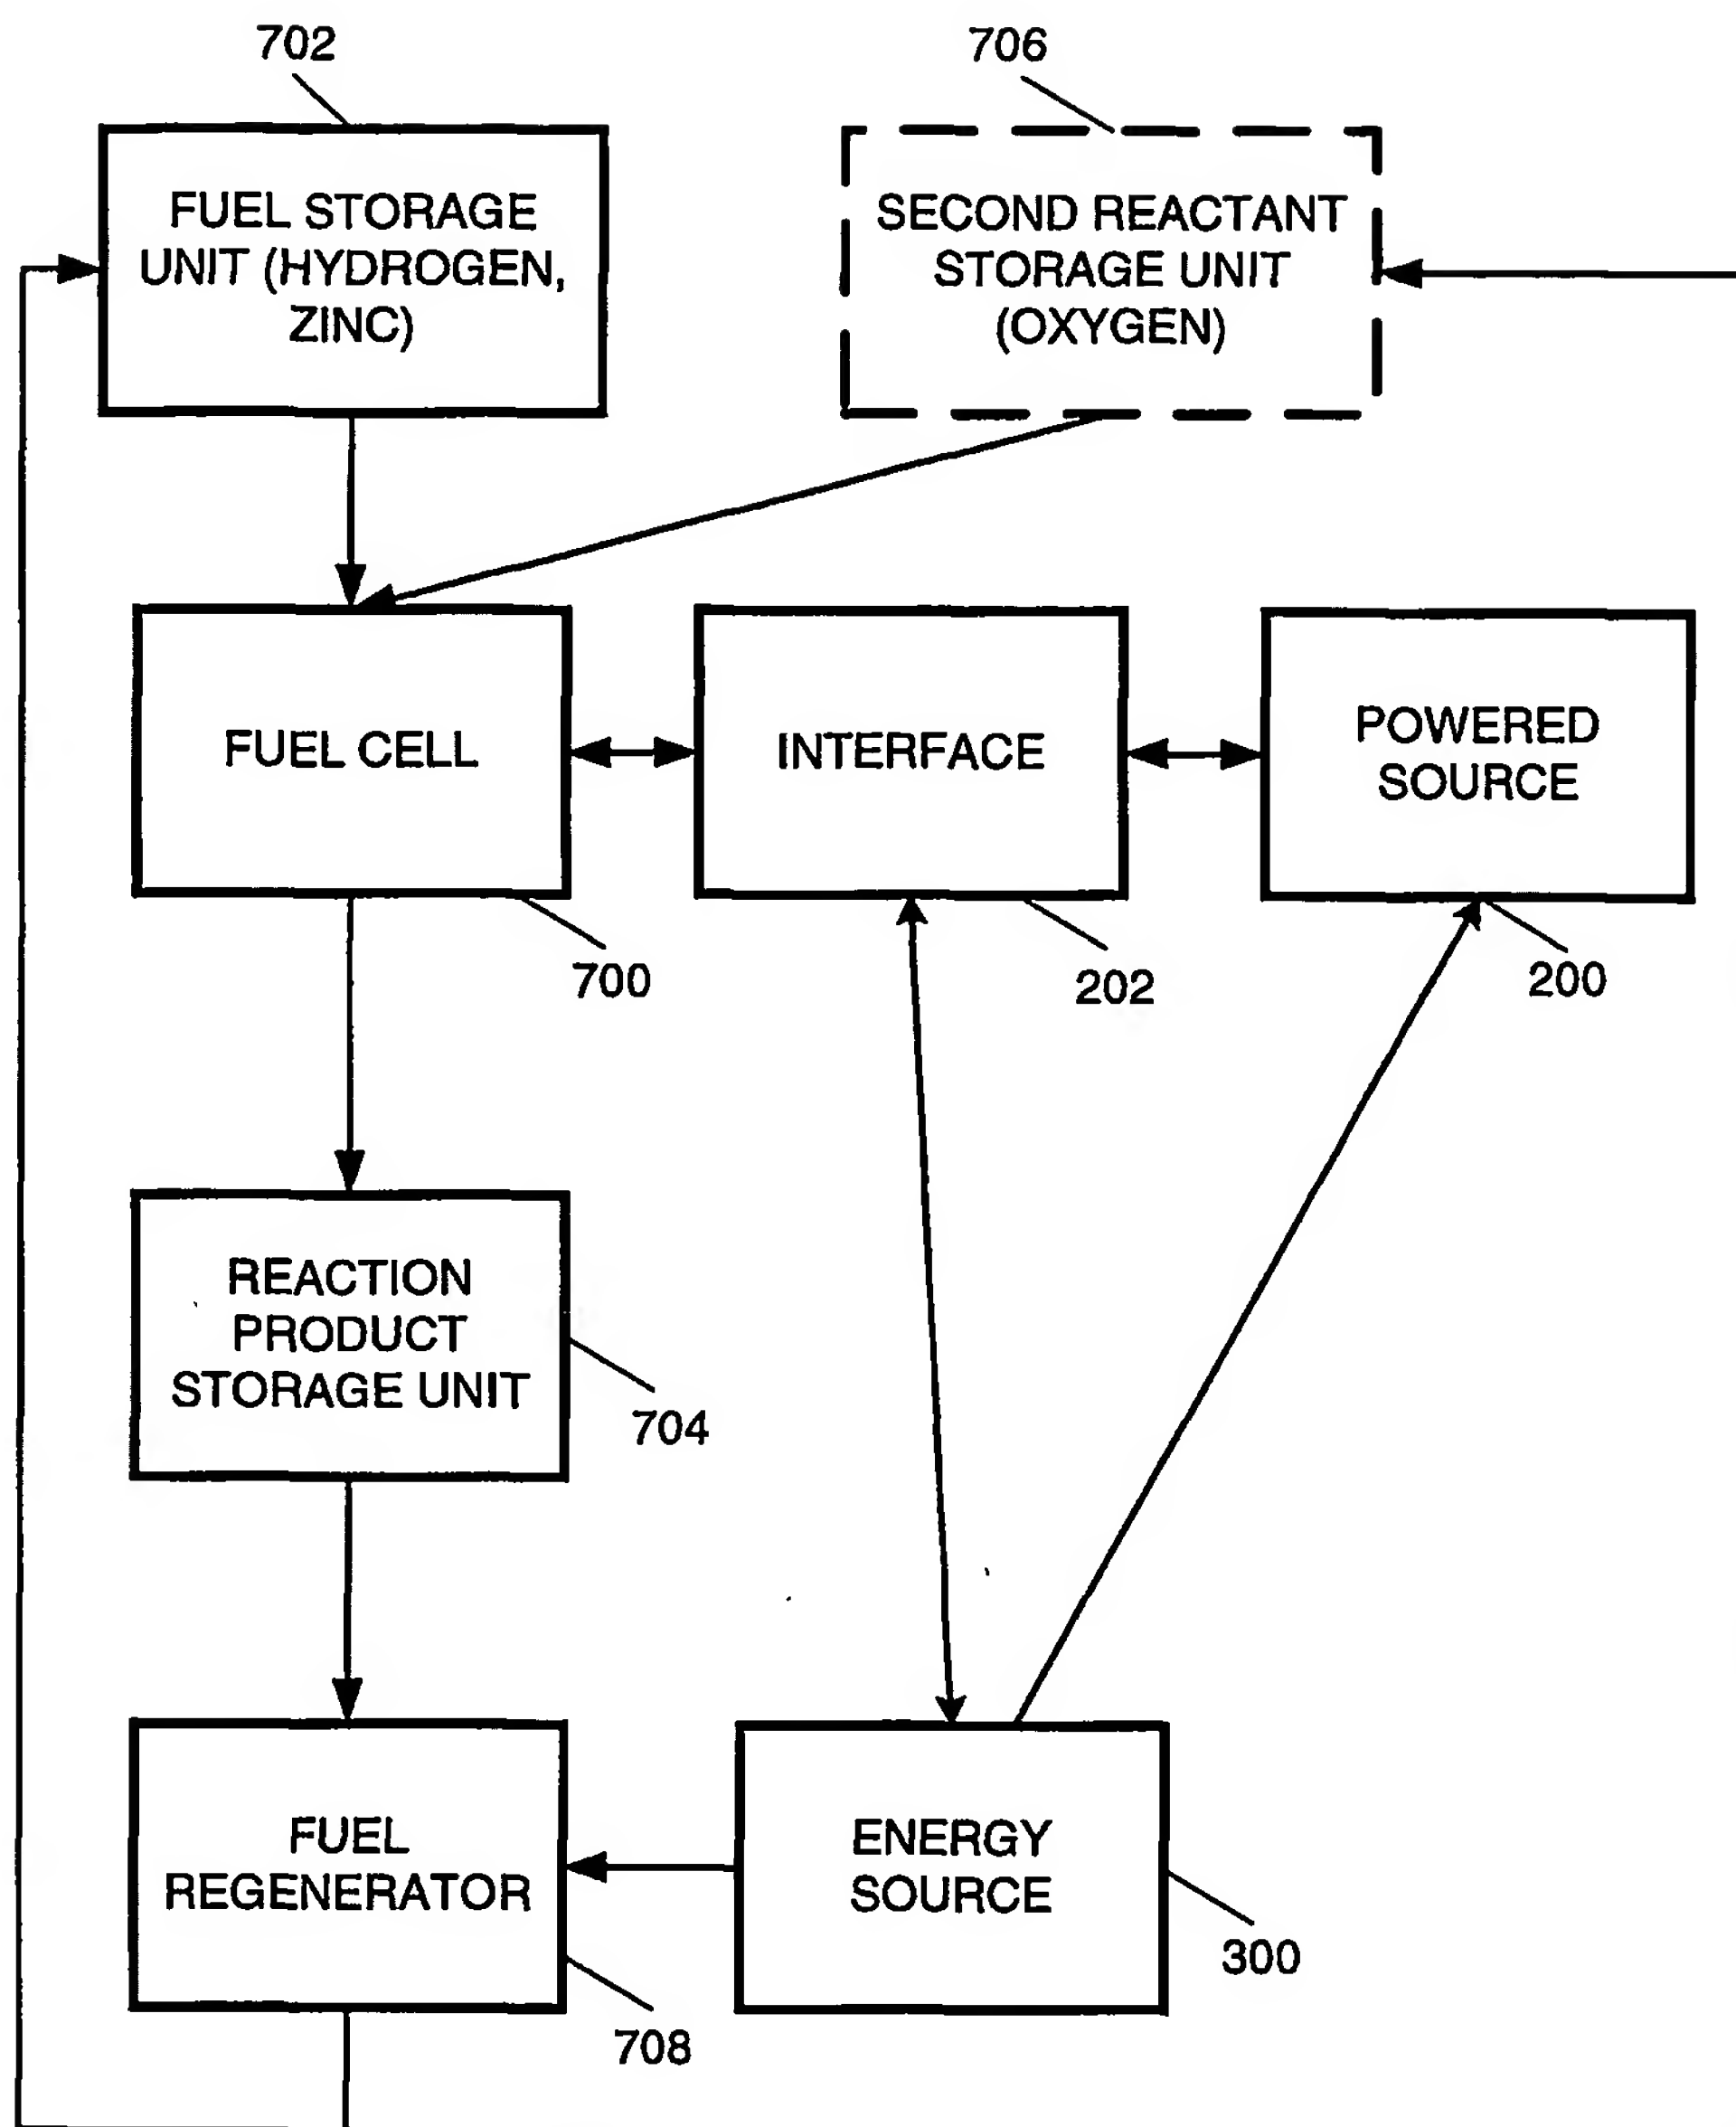 702
706
FUEL STORAGE
UNIT (HYDROGEN,
ZINC)
SECOND REACTANT
STORAGE UNIT
(OXYGEN)
FUEL CELL
INTERFACE
POWERED
SOURCE
700
202
200
REACTION
PRODUCT
STORAGE UNIT
704
FUEL
REGENERATOR
ENERGY
SOURCE
300
708